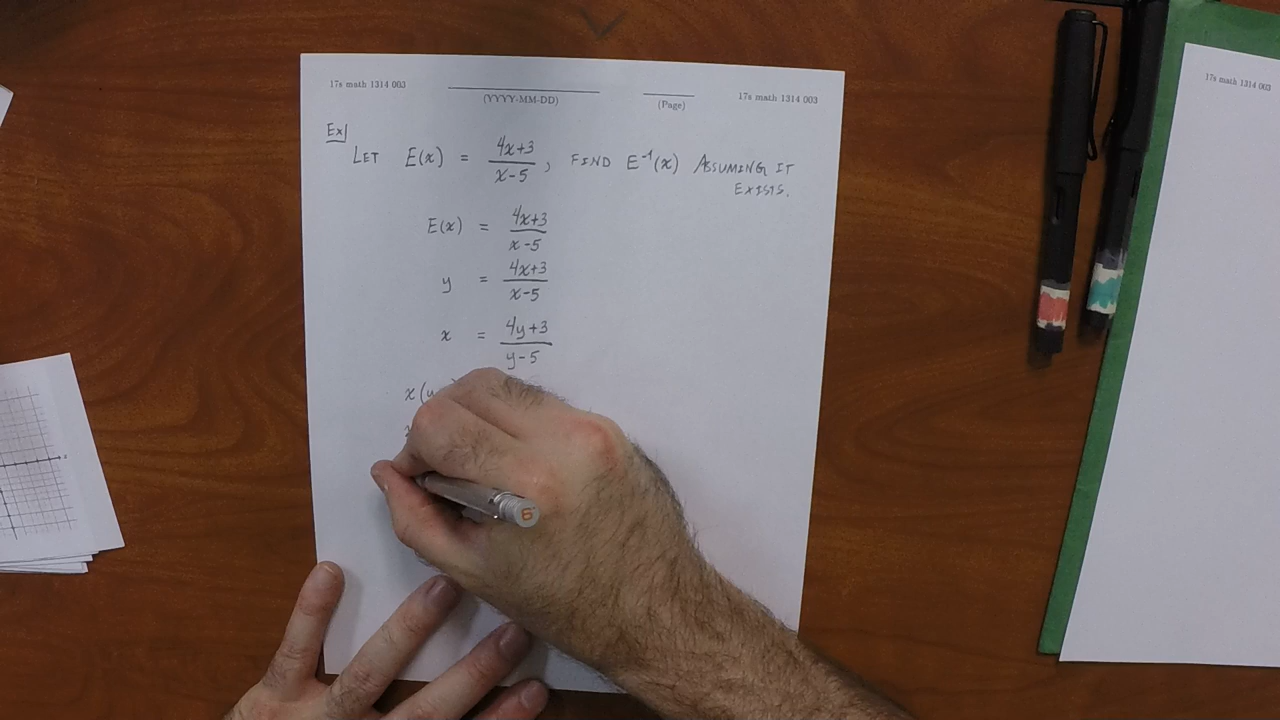 17s math 1314 003 (YYYY-MM-DD) (Page) 17s math 1314 003
Ex|
LET E(x) = 4x+3 / x-5 , FIND E⁻¹(x) ASSUMING IT
EXISTS.
E(x) = 4x+3 / x-5
y = 4x+3 / x-5
x = 4y+3 / y-5
x(y
17s math 1314 003
6